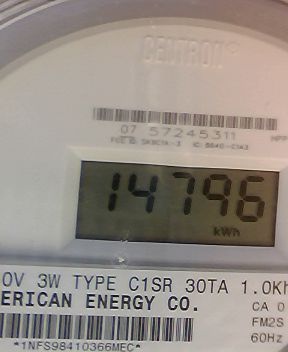 CENTRON®
07 57245311
14796
kWh
0V 3W TYPE C1SR 30TA 1.0Kh
ERICAN ENERGY CO.
CA 0
FM2S
60Hz
*1NFS98410366MEC*